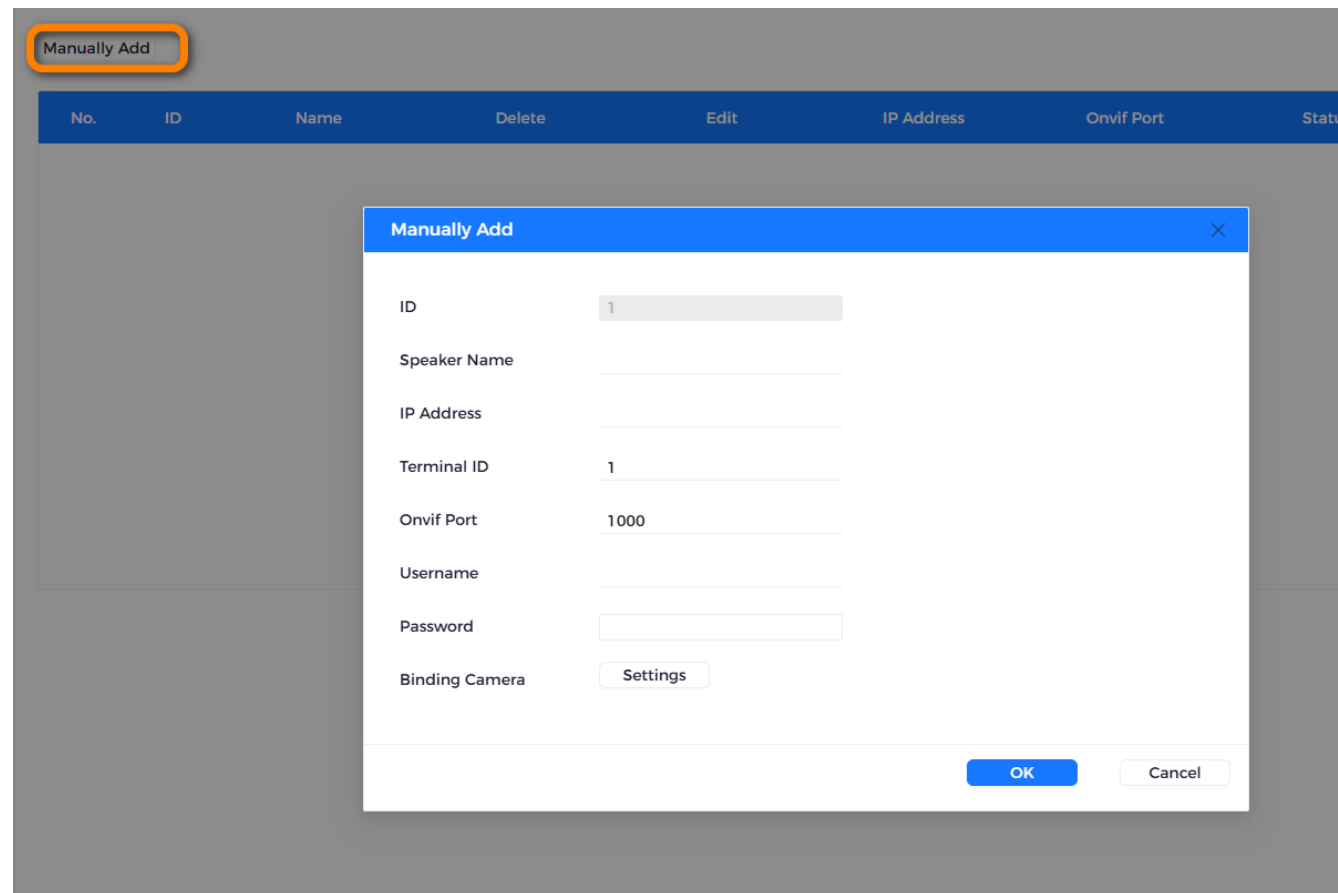 Manually Add
No. ID Name Delete Edit IP Address Onvif Port Statu
Manually Add
ID 1
Speaker Name
IP Address
Terminal ID 1
Onvif Port 1000
Username
Password
Binding Camera Settings
OK Cancel